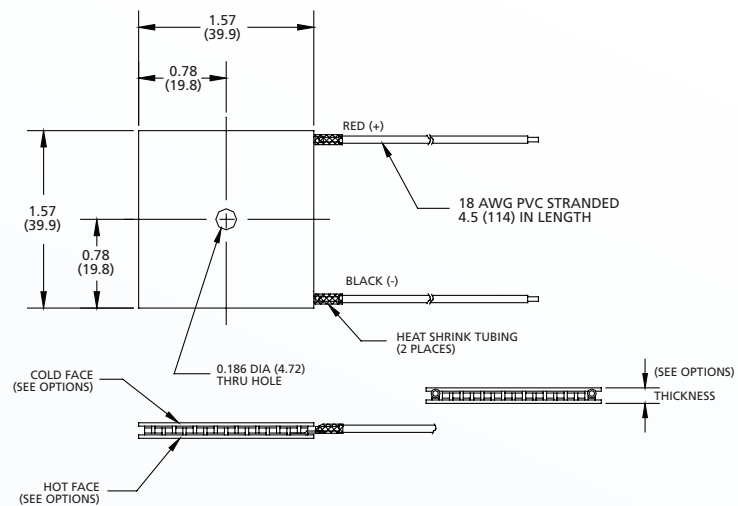 1.57
(39.9)
0.78
(19.8)
RED (+)
18 AWG PVC STRANDED
4.5 (114) IN LENGTH
1.57
(39.9)
0.78
(19.8)
BLACK (-)
HEAT SHRINK TUBING
(2 PLACES)
0.186 DIA (4.72)
THRU HOLE
COLD FACE
(SEE OPTIONS)
(SEE OPTIONS)
THICKNESS
HOT FACE
(SEE OPTIONS)